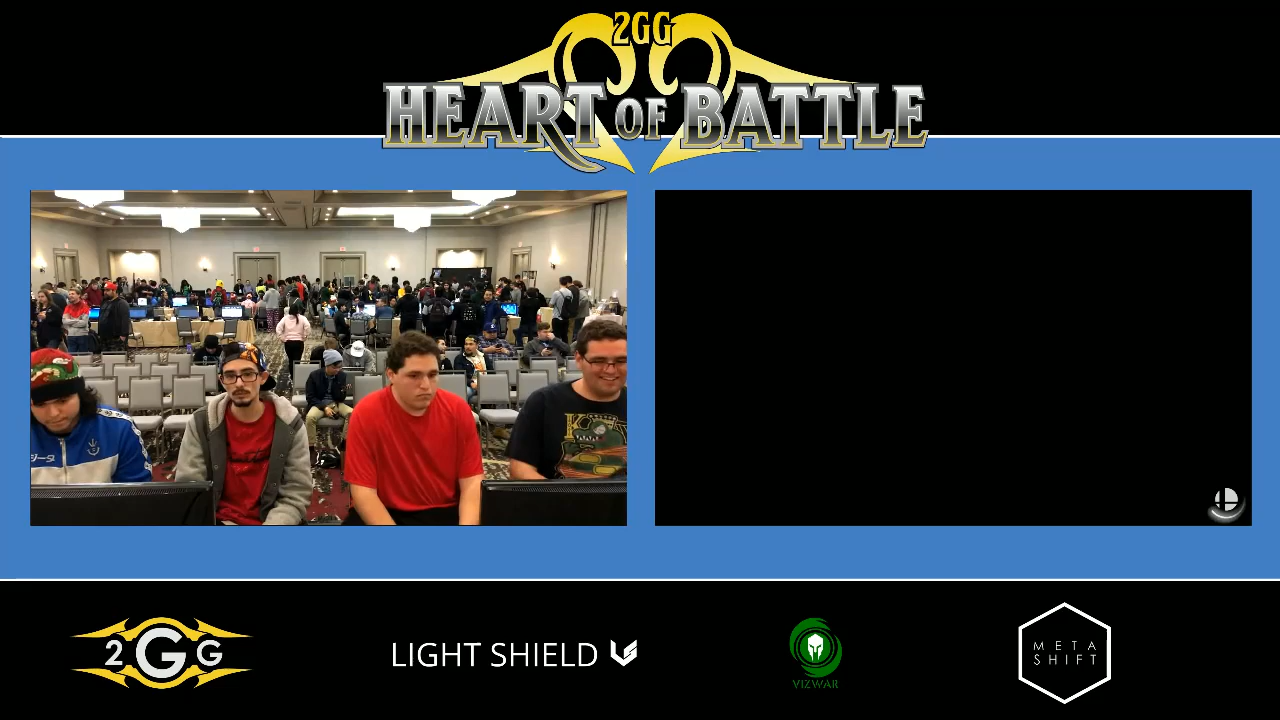 2GG
HEART OF BATTLE
2GG
LIGHT SHIELD
VIZWAR
META
SHIFT